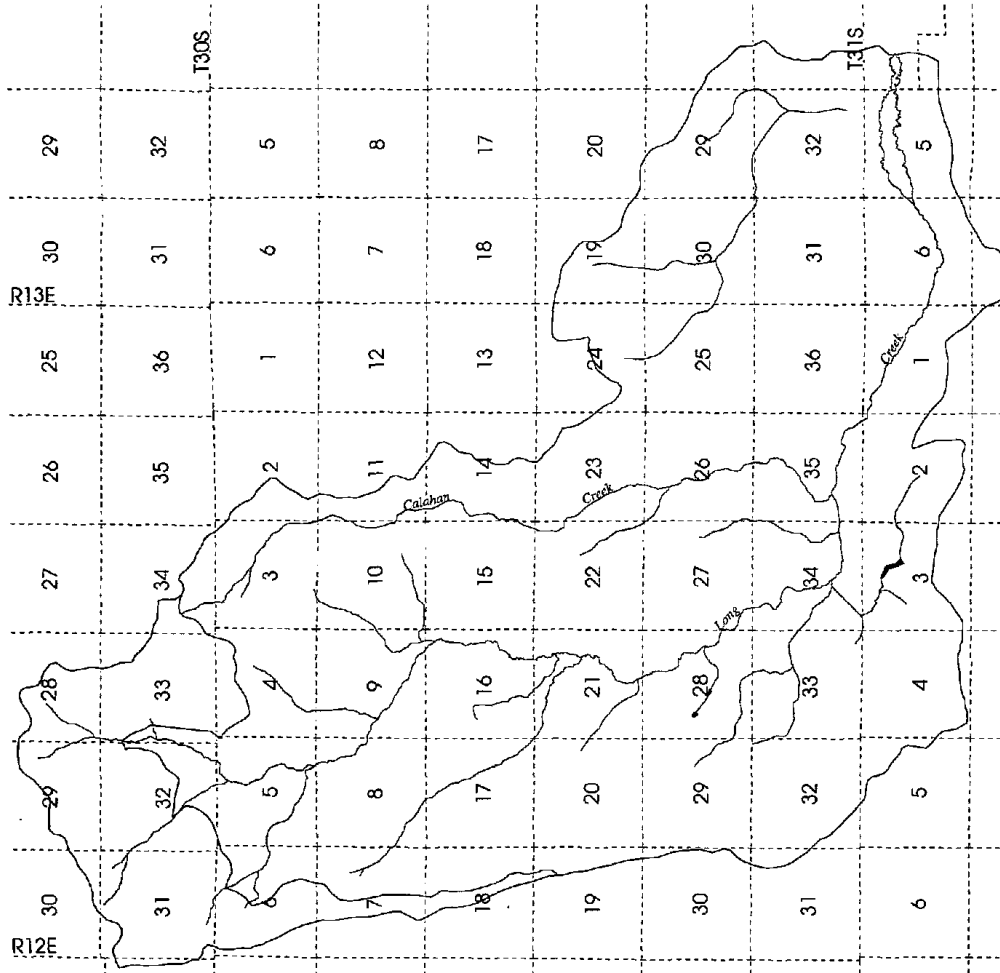 T30S T31S
29 32 5 8 17 20 29 32 5
30 31 6 7 18 19 30 31 6
R13E
25 36 1 12 13 24 25 36 1
Creek
26 35 2 11 14 23 26 35 2
Calahan Creek
27 34 3 10 15 22 27 34 3
Long
28 33 4 9 16 21 28 33 4
29 32 5 8 17 20 29 32 5
30 31 6 7 18 19 30 31 6
R12E